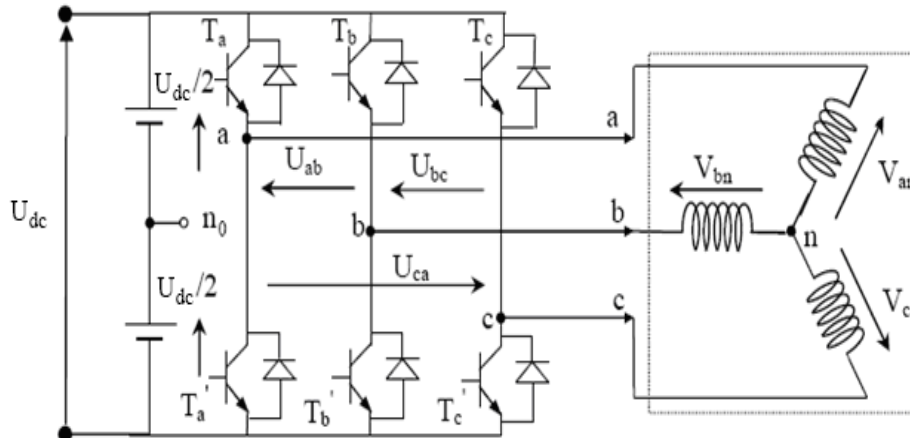 Ta Tb Tc
Udc/2
a a
Uab Ubc Vbn Van
Udc n0 b b n
Udc/2 Uca
c c Vc
Ta' Tb' Tc'